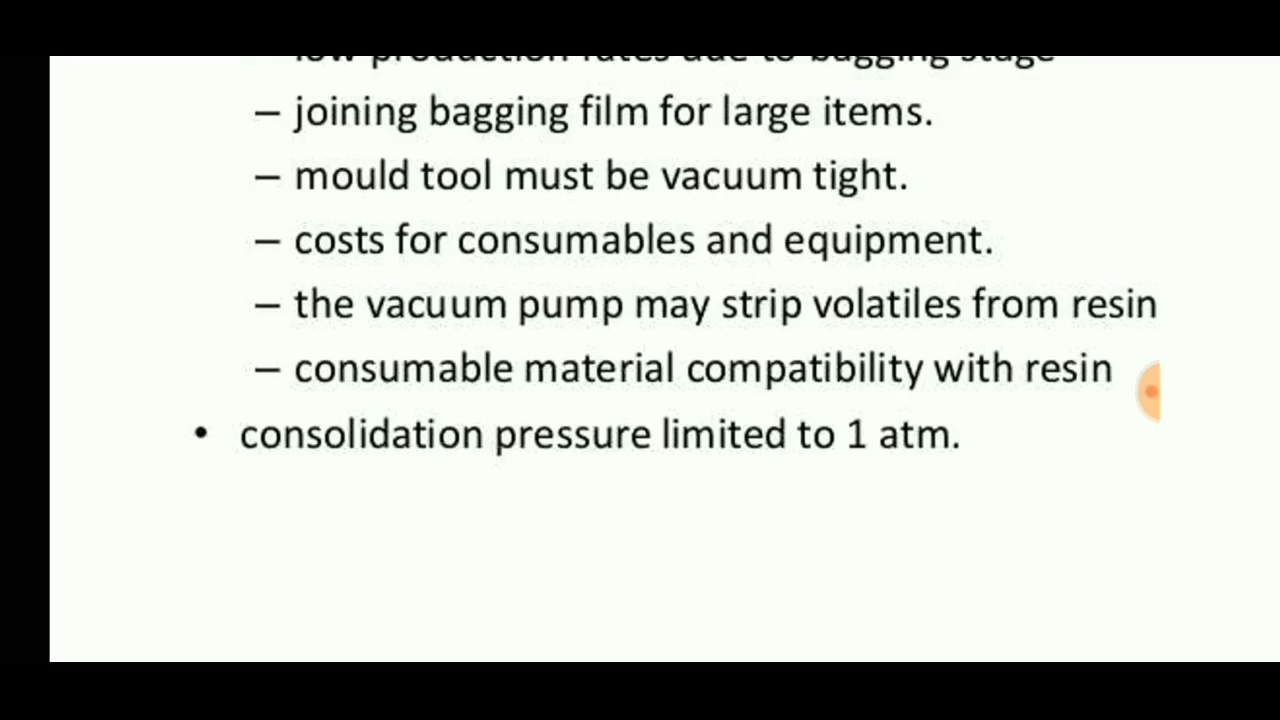 – low production rates due to bagging stage
– joining bagging film for large items.
– mould tool must be vacuum tight.
– costs for consumables and equipment.
– the vacuum pump may strip volatiles from resin
– consumable material compatibility with resin
• consolidation pressure limited to 1 atm.